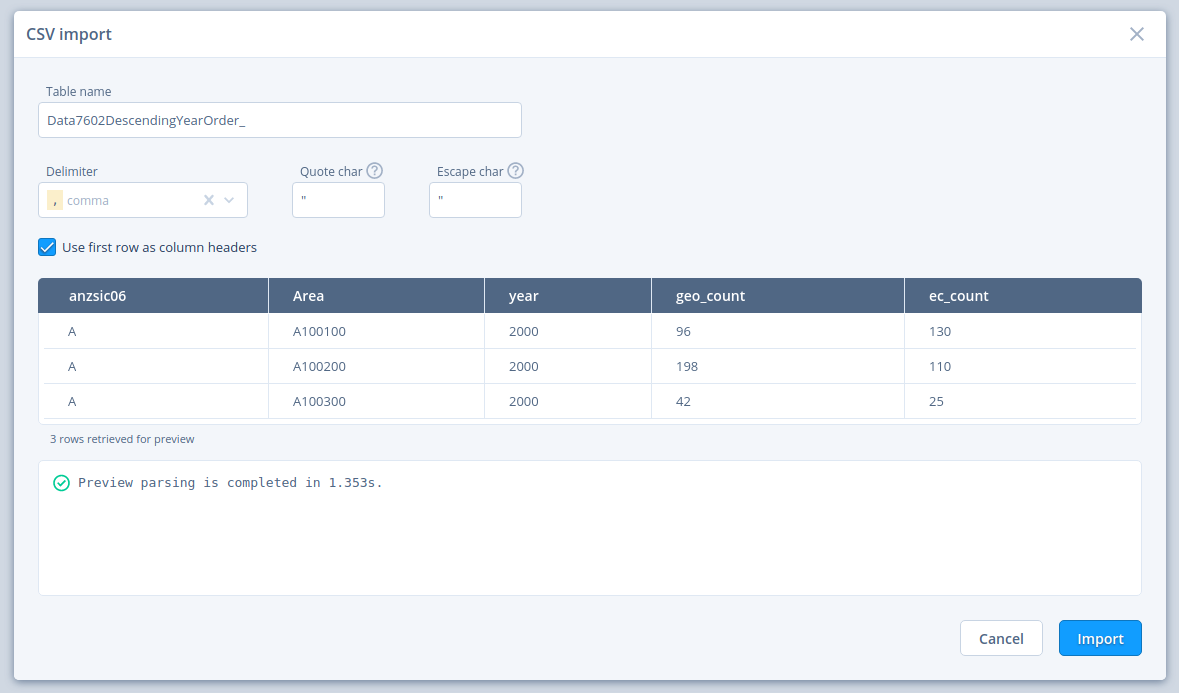 CSV import
Table name
Data7602DescendingYearOrder_
Delimiter Quote char ? Escape char ?
, comma " "
Use first row as column headers
anzsic06 Area year geo_count ec_count
A A100100 2000 96 130
A A100200 2000 198 110
A A100300 2000 42 25
3 rows retrieved for preview
Preview parsing is completed in 1.353s.
Cancel Import